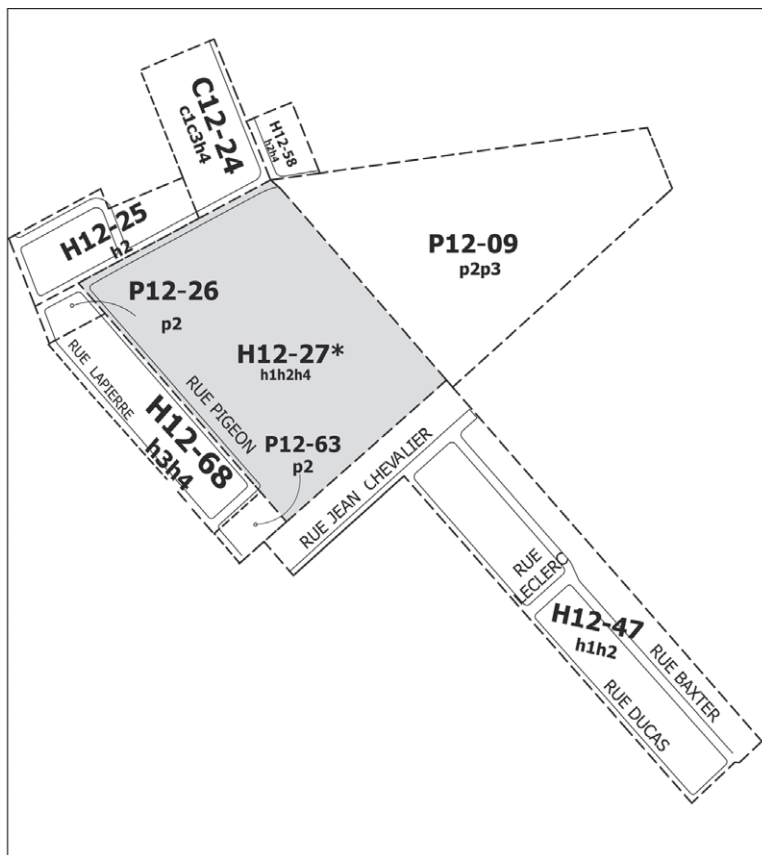 C12-24
c1c3h4
H12-58
h2h4
H12-25
h2
P12-09
p2p3
P12-26
p2
H12-27*
h1h2h4
RUE LAPIERRE
RUE PIGEON
H12-68
h3h4
P12-63
p2
RUE JEAN CHEVALIER
RUE
LECLERC
H12-47
h1h2
RUE BAXTER
RUE DUCAS